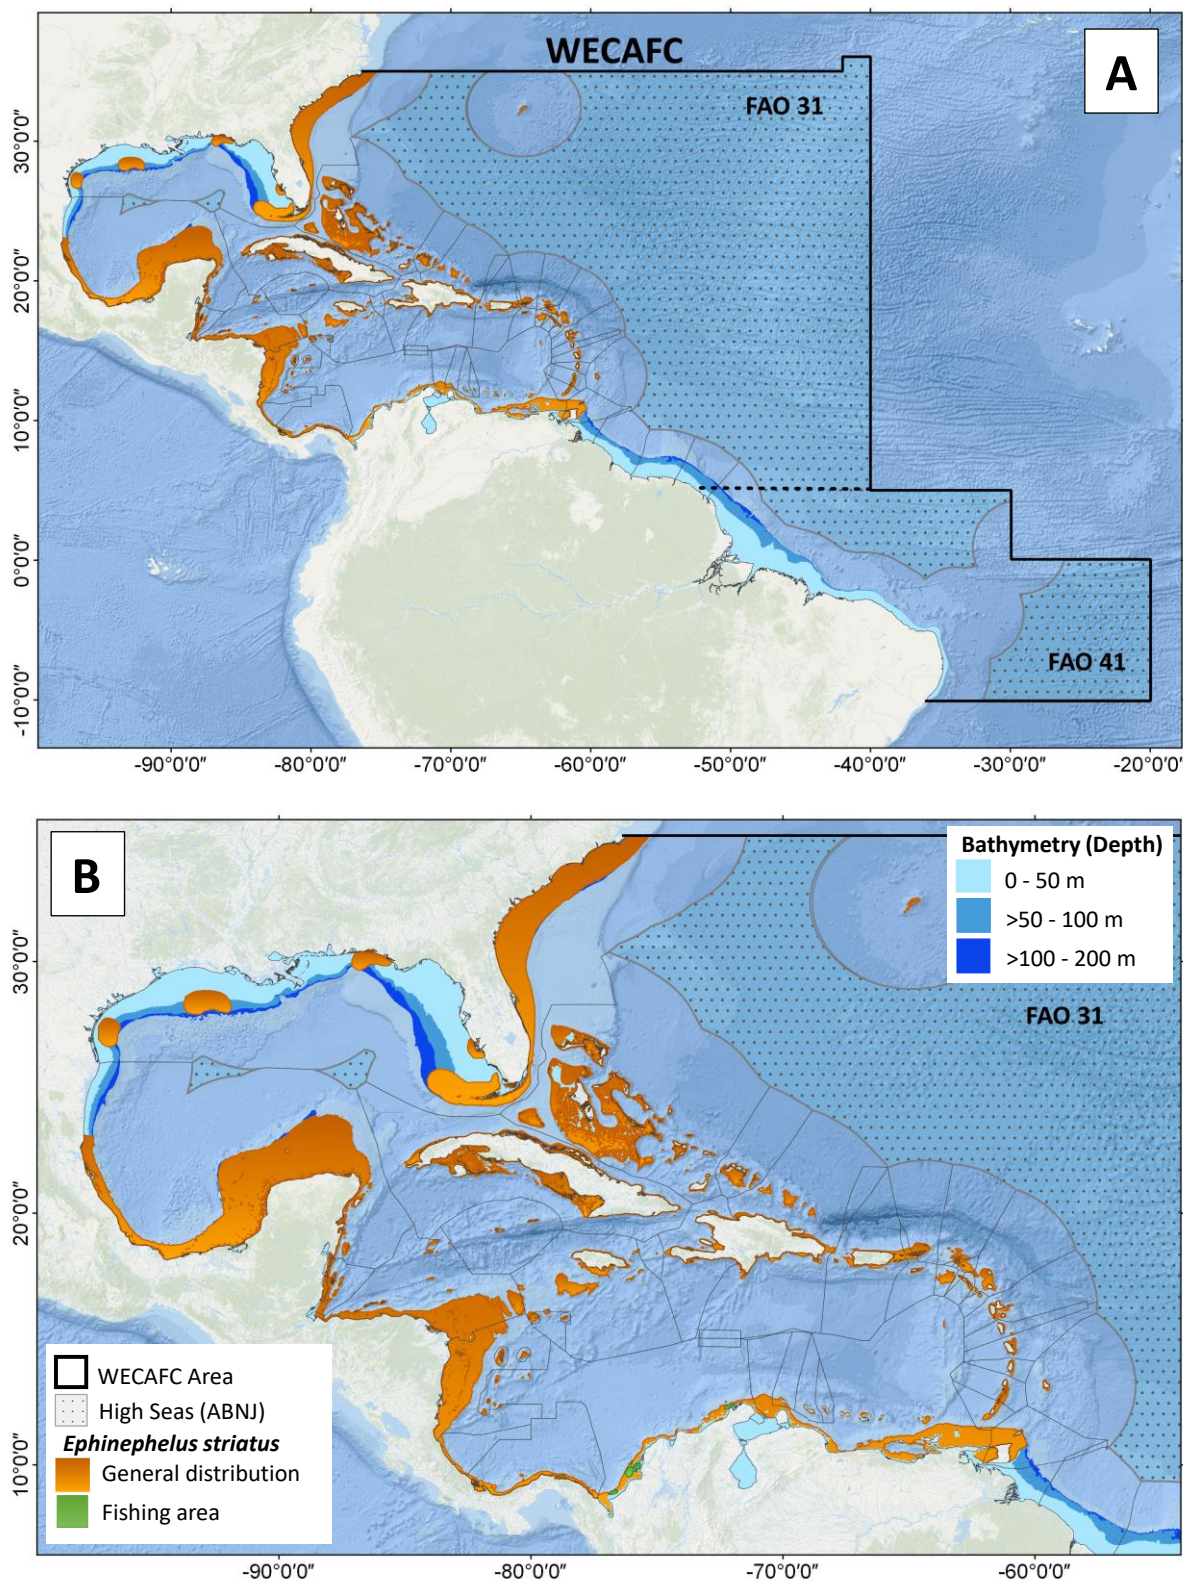 WECAFC
A
FAO 31
FAO 41
30°0'0"
20°0'0"
10°0'0"
0°0'0"
-10°0'0"
-90°0'0"
-80°0'0"
-70°0'0"
-60°0'0"
-50°0'0"
-40°0'0"
-30°0'0"
-20°0'0"
B
Bathymetry (Depth)
0 - 50 m
>50 - 100 m
>100 - 200 m
FAO 31
30°0'0"
20°0'0"
10°0'0"
WECAFC Area
High Seas (ABNJ)
Ephinephelus striatus
General distribution
Fishing area
-90°0'0"
-80°0'0"
-70°0'0"
-60°0'0"